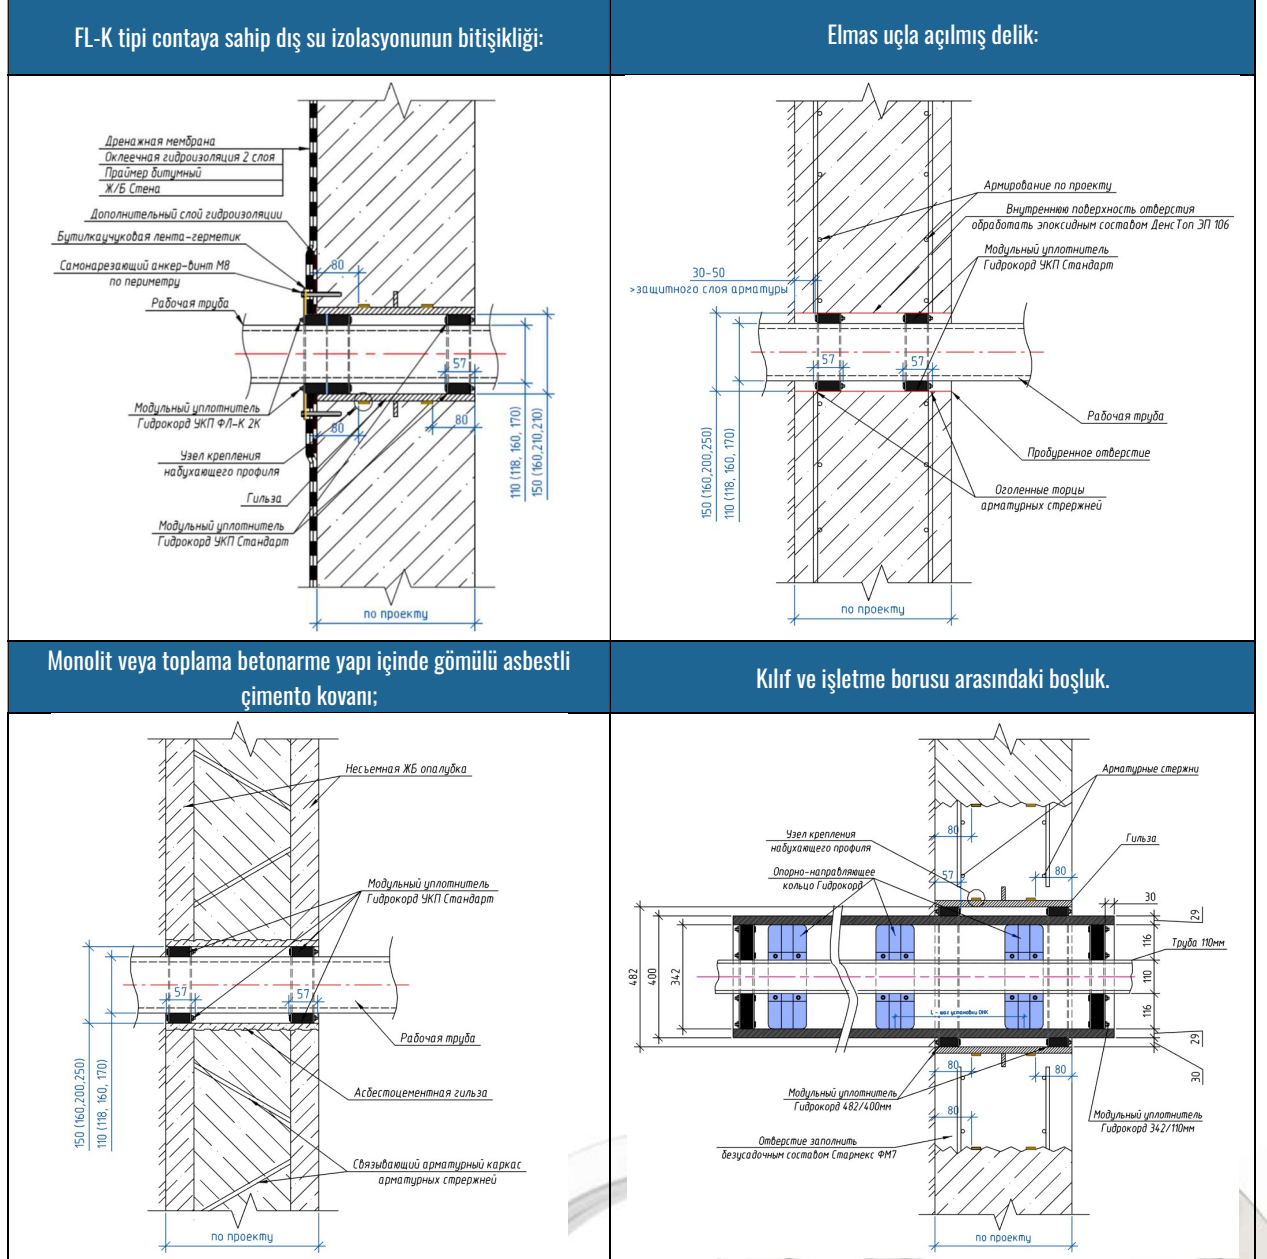 FL-K tipi contaya sahip dış su izolasyonunun bitişikliği:
Дренажная мембрана
Оклеечная гидроизоляция 2 слоя
Праймер битумный
Ж/Б Стена
Дополнительный слой гидроизоляции
Бутилкаучуковая лента-герметик
Самонарезающий анкер-винт М8
по периметру
Рабочая труба
80
57
Модульный уплотнитель
Гидрокорд УКП ФЛ-К 2К
80
80
Узел крепления
набухающего профиля
Гильза
Модульный уплотнитель
Гидрокорд УКП Стандарт
110 (118, 160, 170)
150 (160,210,210)
по проекту
Elmas uçla açılmış delik:
Армирование по проекту
Внутреннюю поверхность отверстия
обработать эпоксидным составом ДенсТоп ЭП 106
Модульный уплотнитель
Гидрокорд УКП Стандарт
30-50
>защитного слоя арматуры
57
57
Рабочая труба
Пробуренное отверстие
Оголенные торцы
арматурных стрержней
150 (160,200,250)
110 (118, 160, 170)
по проекту
Monolit veya toplama betonarme yapı içinde gömülü asbestli
çimento kovanı;
Несъемная ЖБ опалубка
Модульный уплотнитель
Гидрокорд УКП Стандарт
57
57
Рабочая труба
Асбестоцементная гильза
150 (160,200,250)
110 (118, 160, 170)
Связывающий арматурный каркас
арматурных стрержней
по проекту
Kılıf ve işletme borusu arasındaki boşluk.
Арматурные стержни
80
Узел крепления
набухающего профиля
Гильза
Опорно-направляющее
кольцо Гидрокорд
57
80
30
29
116
Труба 110мм
482
400
342
110
L - шаг установки ОНК
116
29
30
80
80
Модульный уплотнитель
Гидрокорд 482/400мм
80
Модульный уплотнитель
Гидрокорд 342/110мм
Отверстие заполнить
безусадочным составом Стармекс ФМ7
по проекту